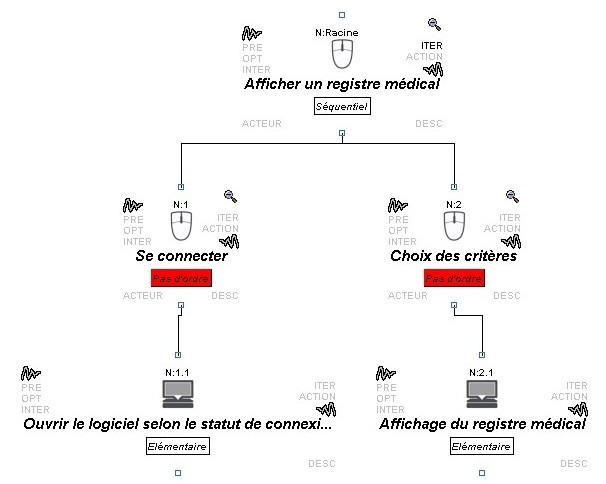 N:Racine
PRE
OPT
INTER
ITER
ACTION
Afficher un registre médical
Séquentiel
ACTEUR DESC
N:1
PRE
OPT
INTER
ITER
ACTION
Se connecter
Pas d'ordre
ACTEUR DESC
N:2
PRE
OPT
INTER
ITER
ACTION
Choix des critères
Pas d'ordre
ACTEUR DESC
N:1.1
PRE
OPT
INTER
ITER
ACTION
Ouvrir le logiciel selon le statut de connexi...
Elémentaire
DESC
N:2.1
PRE
OPT
INTER
ITER
ACTION
Affichage du registre médical
Elémentaire
DESC